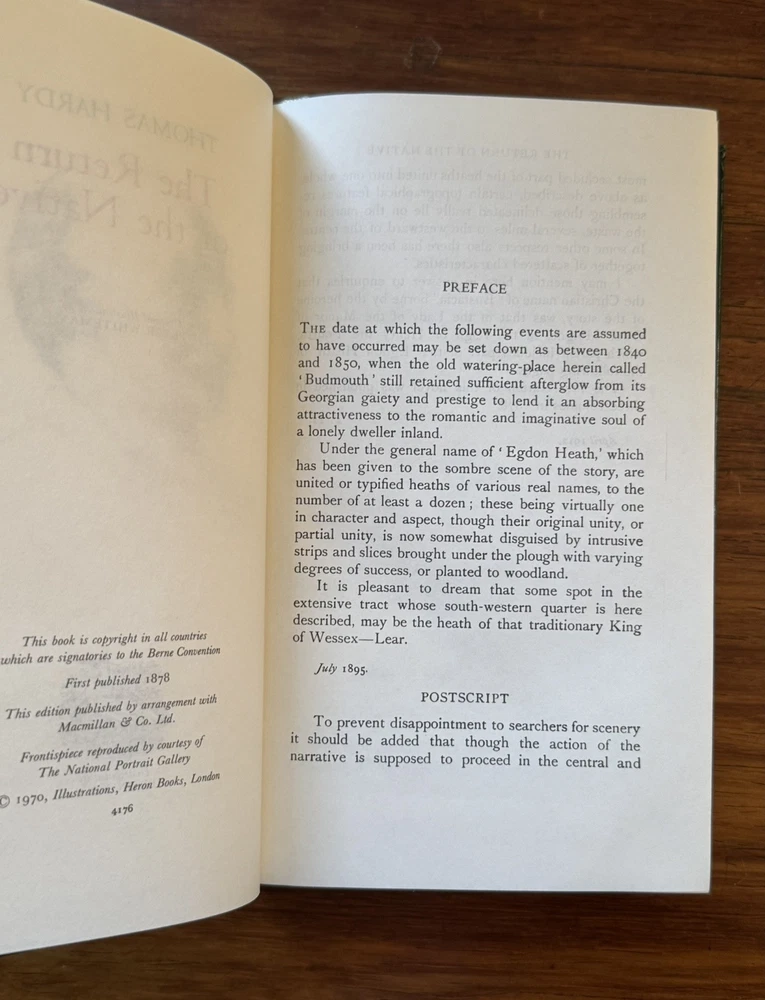 THOMAS HARDY
The Return
the Native
This book is copyright in all countries
which are signatories to the Berne Convention
First published 1878
This edition published by arrangement with
Macmillan & Co. Ltd.
Frontispiece reproduced by courtesy of
The National Portrait Gallery
© 1970, Illustrations, Heron Books, London
4176
PREFACE
THE date at which the following events are assumed
to have occurred may be set down as between 1840
and 1850, when the old watering-place herein called
‘Budmouth’ still retained sufficient afterglow from its
Georgian gaiety and prestige to lend it an absorbing
attractiveness to the romantic and imaginative soul of
a lonely dweller inland.
Under the general name of ‘Egdon Heath,’ which
has been given to the sombre scene of the story, are
united or typified heaths of various real names, to the
number of at least a dozen ; these being virtually one
in character and aspect, though their original unity, or
partial unity, is now somewhat disguised by intrusive
strips and slices brought under the plough with varying
degrees of success, or planted to woodland.
It is pleasant to dream that some spot in the
extensive tract whose south-western quarter is here
described, may be the heath of that traditionary King
of Wessex—Lear.
July 1895.
POSTSCRIPT
To prevent disappointment to searchers for scenery
it should be added that though the action of the
narrative is supposed to proceed in the central and